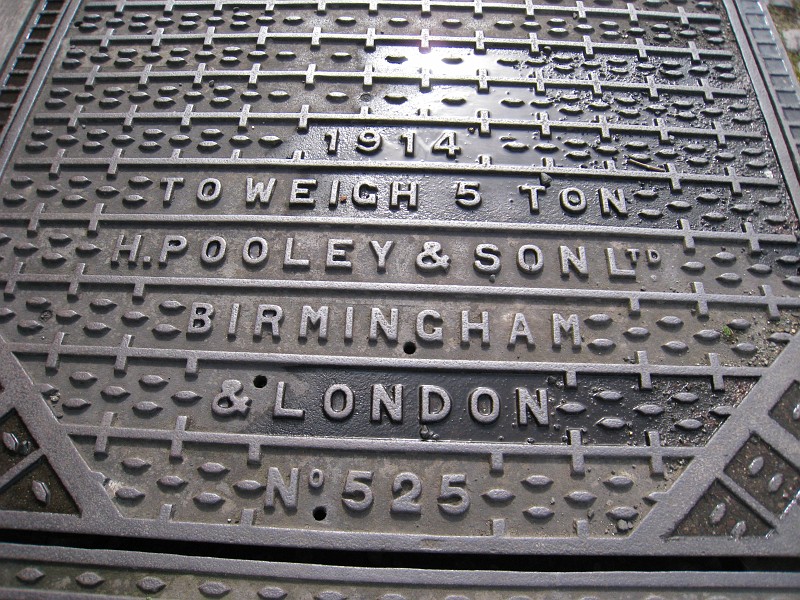 1914
TO WEIGH 5 TON
H. POOLEY & SON LTD
BIRMINGHAM
& LONDON
No 525